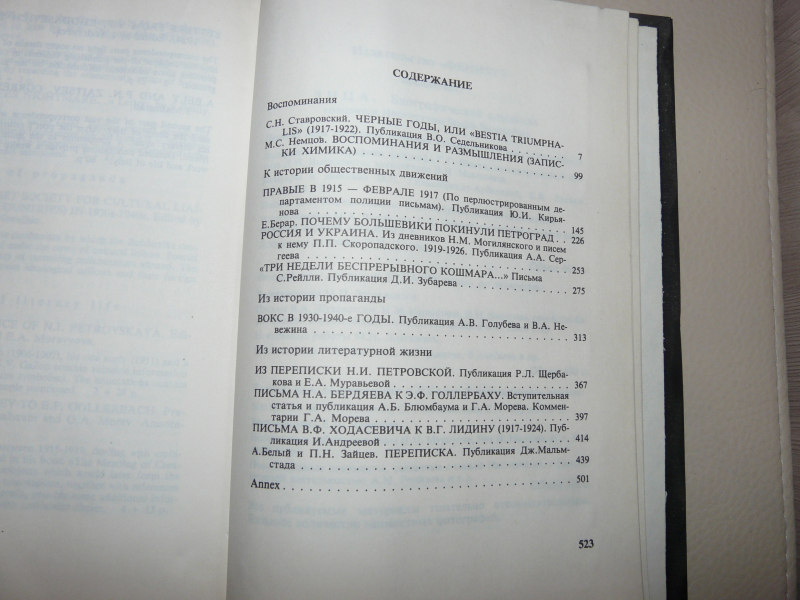 СОДЕРЖАНИЕ
Воспоминания
С.Н. Ставровский. ЧЕРНЫЕ ГОДЫ, ИЛИ «BESTIA TRIUMPHA-
LIS» (1917-1922). Публикация В.О. Седельникова . . . . . . . . 7
М.С. Немцов. ВОСПОМИНАНИЯ И РАЗМЫШЛЕНИЯ (ЗАПИС-
КИ ХИМИКА) . . . . . . . . . . . . . . . . . . . . . . 99
К истории общественных движений
ПРАВЫЕ В 1915 — ФЕВРАЛЕ 1917 (По перлюстрированным де-
партаментом полиции письмам). Публикация Ю.И. Кирья-
нова . . . . . . . . . . . . . . . . . . . . . . . . . . 145
Е.Берар. ПОЧЕМУ БОЛЬШЕВИКИ ПОКИНУЛИ ПЕТРОГРАД . . 226
РОССИЯ И УКРАИНА. Из дневников Н.М. Могилянского и писем
к нему П.П. Скоропадского. 1919-1926. Публикация А.А. Сер-
геева . . . . . . . . . . . . . . . . . . . . . . . . . . 253
«ТРИ НЕДЕЛИ БЕСПРЕРЫВНОГО КОШМАРА...» Письма
С.Рейлли. Публикация Д.И. Зубарева . . . . . . . . . . . . 275
Из истории пропаганды
ВОКС В 1930-1940-е ГОДЫ. Публикация А.В. Голубева и В.А. Не-
вежина . . . . . . . . . . . . . . . . . . . . . . . . . 313
Из истории литературной жизни
ИЗ ПЕРЕПИСКИ Н.И. ПЕТРОВСКОЙ. Публикация Р.Л. Щерба-
кова и Е.А. Муравьевой . . . . . . . . . . . . . . . . . . 367
ПИСЬМА Н.А. БЕРДЯЕВА К Э.Ф. ГОЛЛЕРБАХУ. Вступительная
статья и публикация А.Б. Блюмбаума и Г.А. Морева. Коммен-
тарии Г.А. Морева . . . . . . . . . . . . . . . . . . . . 397
ПИСЬМА В.Ф. ХОДАСЕВИЧА К В.Г. ЛИДИНУ (1917-1924). Пуб-
ликация И.Андреевой . . . . . . . . . . . . . . . . . . . 414
А.Белый и П.Н. Зайцев. ПЕРЕПИСКА. Публикация Дж.Мальм-
стада . . . . . . . . . . . . . . . . . . . . . . . . . . 439
Annex . . . . . . . . . . . . . . . . . . . . . . . . . . 501
523